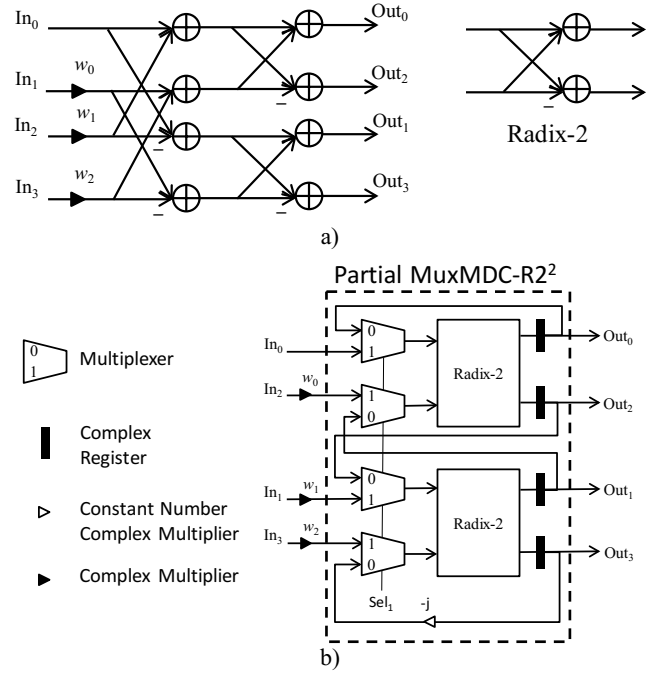 In0
In1
In2
In3
w0
w1
w2
Out0
Out2
Out1
Out3
−
−
−
−
−
Radix-2
a)
Partial MuxMDC-R2²
0
1
Multiplexer
Complex
Register
Constant Number
Complex Multiplier
Complex Multiplier
In0
In2
w0
In1
w1
In3
w2
0
1
1
0
0
1
1
0
Radix-2
Radix-2
Out0
Out2
Out1
Out3
Sel1
-j
b)